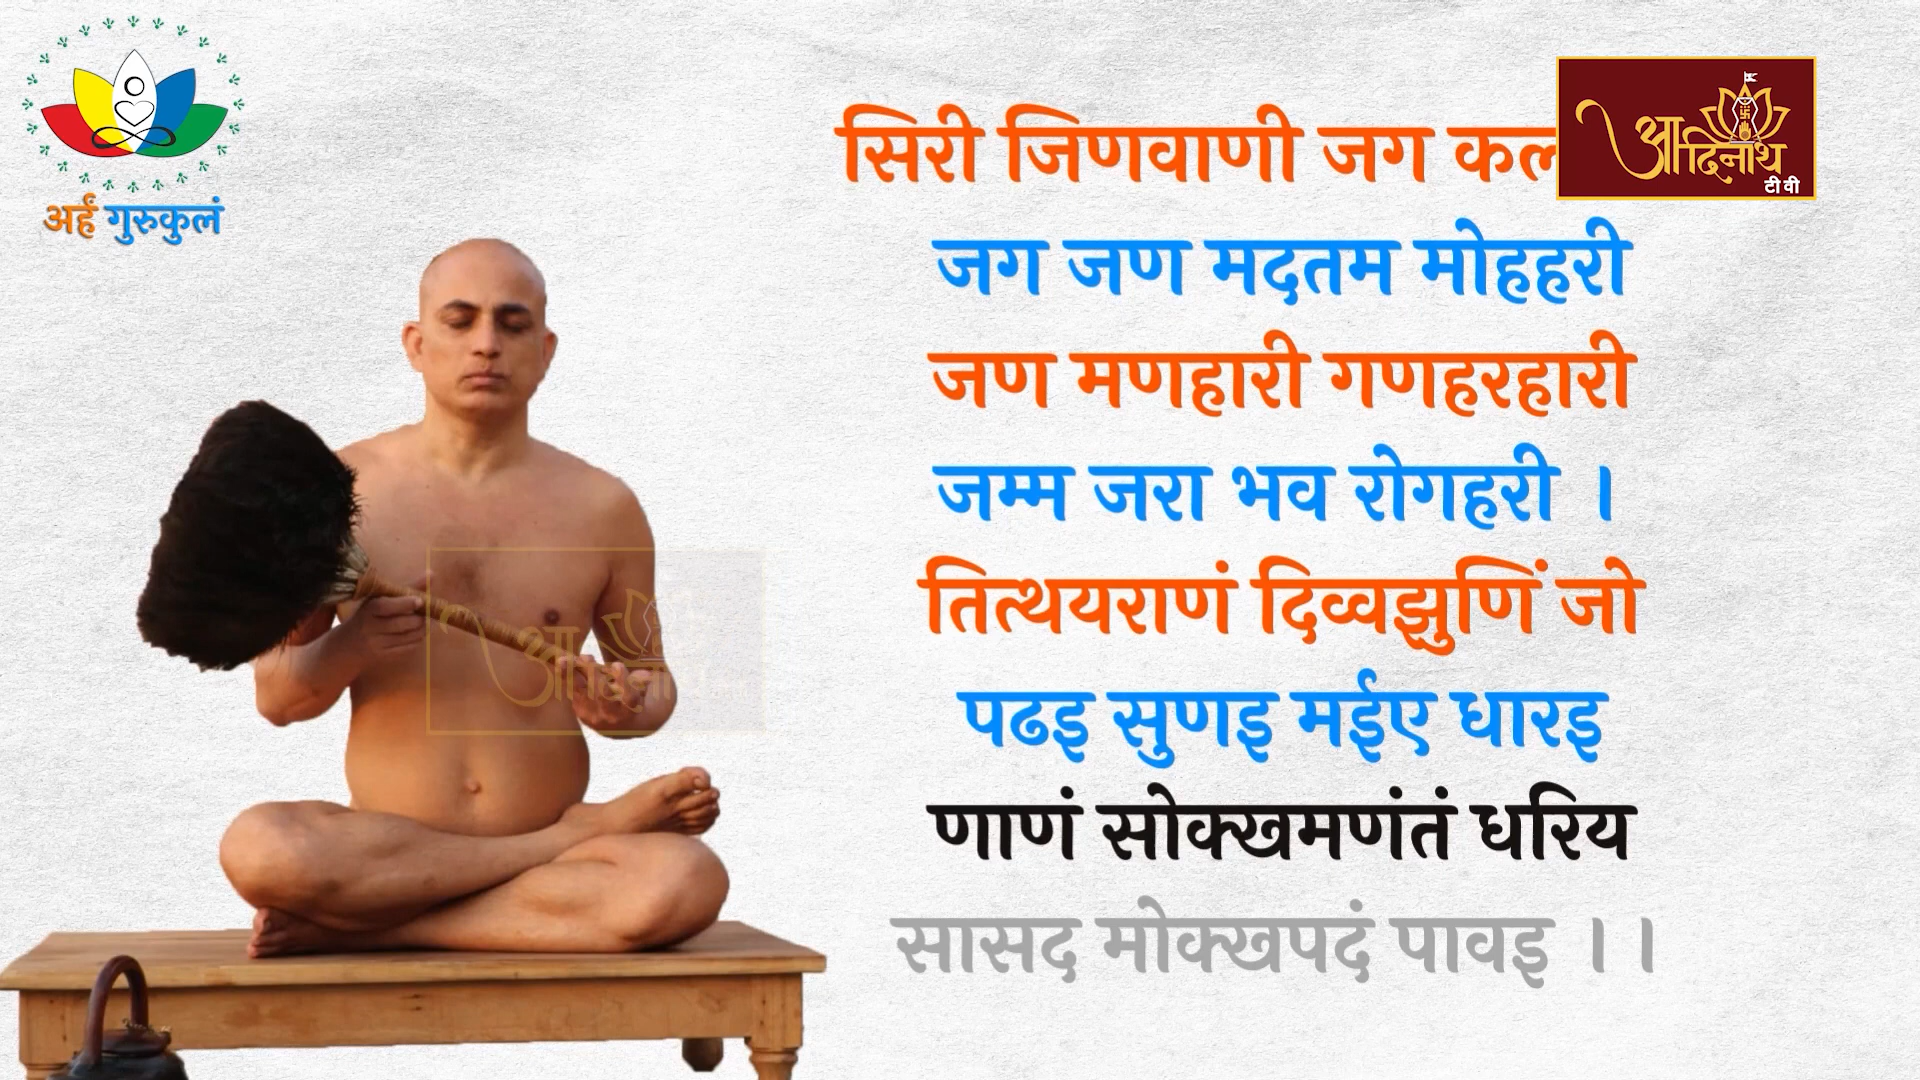 अर्हं गुरुकुलं
आदिनाथ
टी वी
सिरी जिणवाणी जग
जग जण मदतम मोहहरी
जण मणहारी गणहरहारी
जम्म जरा भव रोगहरी ।
तित्थयराणं दिव्वझुणिं जो
पढइ सुणइ मईए धारइ
णाणं सोक्खमणंतं धरिय
सासद मोक्खपदं पावइ । ।
आदिनाथ